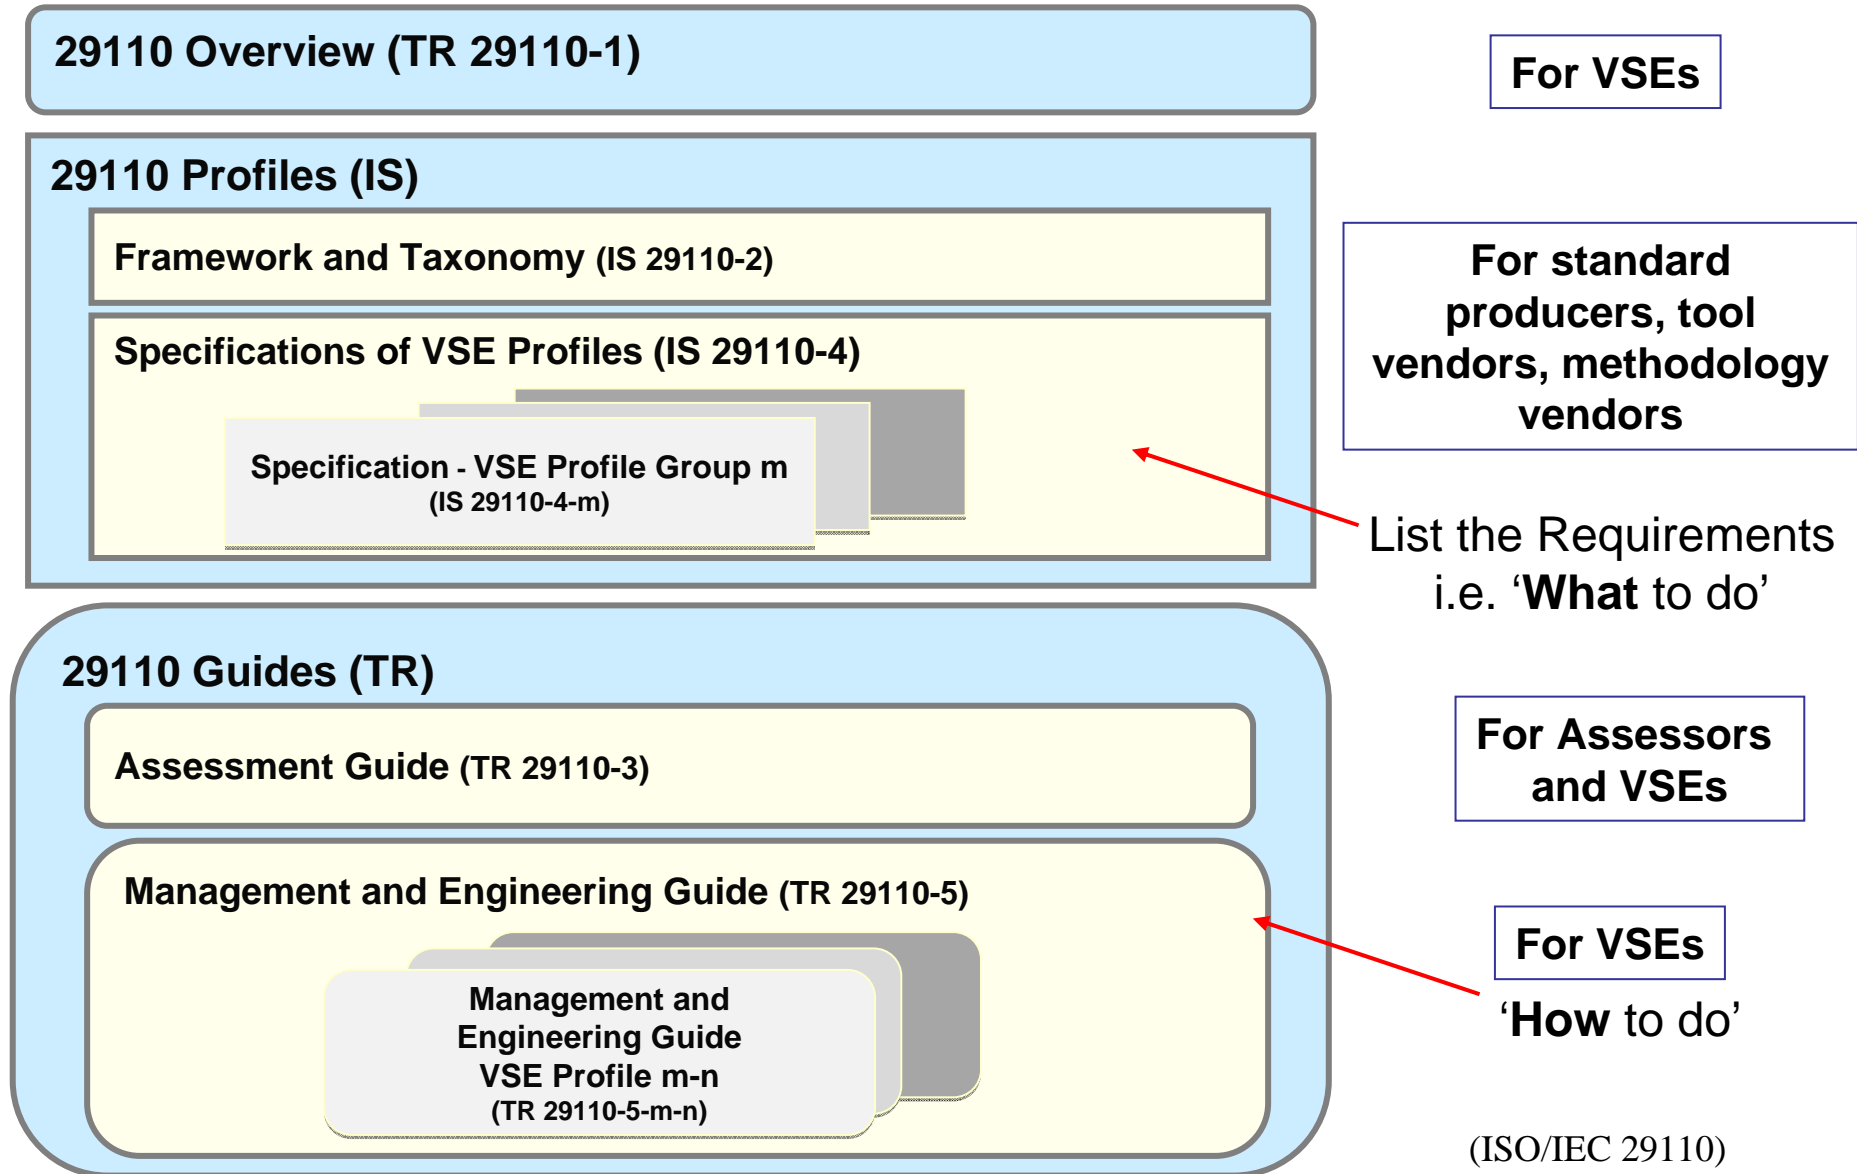 29110 Overview (TR 29110-1)
For VSEs
29110 Profiles (IS)
Framework and Taxonomy (IS 29110-2)
Specifications of VSE Profiles (IS 29110-4)
Specification - VSE Profile Group m
(IS 29110-4-m)
For standard
producers, tool
vendors, methodology
vendors
List the Requirements
i.e. ‘What to do’
29110 Guides (TR)
Assessment Guide (TR 29110-3)
For Assessors
and VSEs
Management and Engineering Guide (TR 29110-5)
Management and
Engineering Guide
VSE Profile m-n
(TR 29110-5-m-n)
For VSEs
‘How to do’
(ISO/IEC 29110)